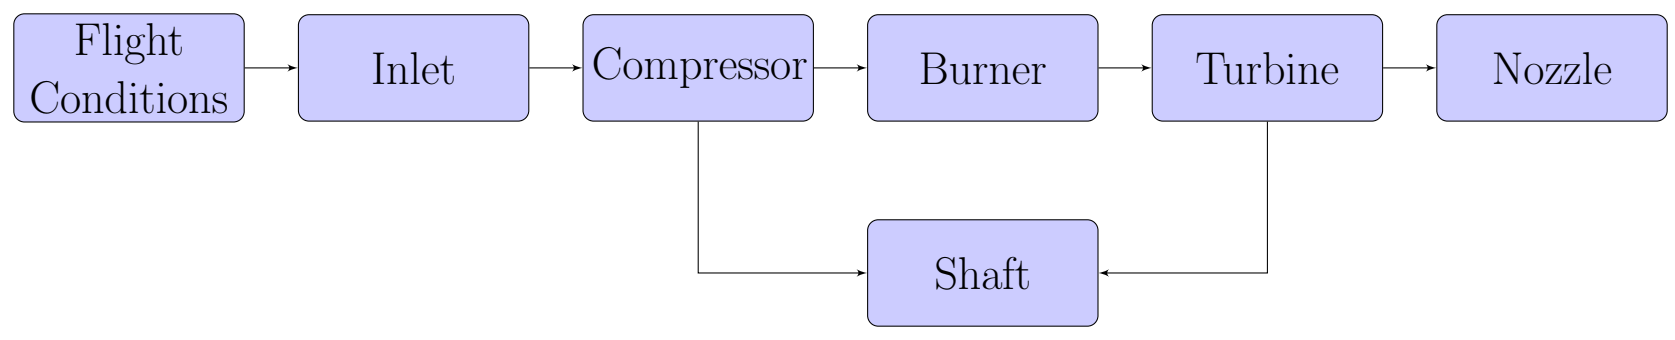 Flight
Conditions
Inlet
Compressor
Burner
Turbine
Nozzle
Shaft